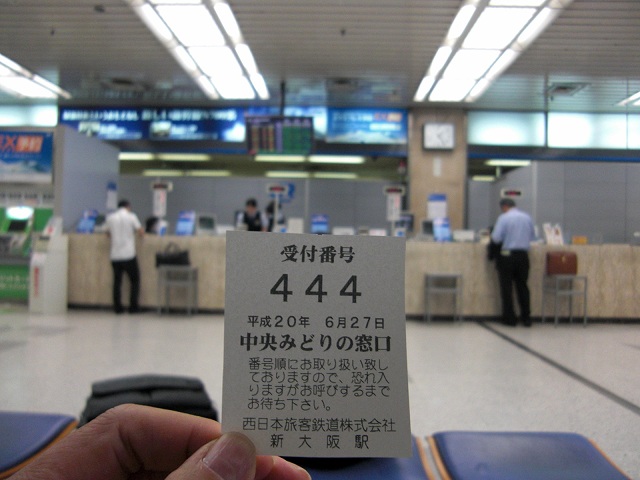 受付番号
444
平成20年 6月27日
中央みどりの窓口
番号順にお取り扱い致し
ておりますので、恐れ入
りますがお呼びするまで
お待ち下さい。
西日本旅客鉄道株式会社
新大阪駅